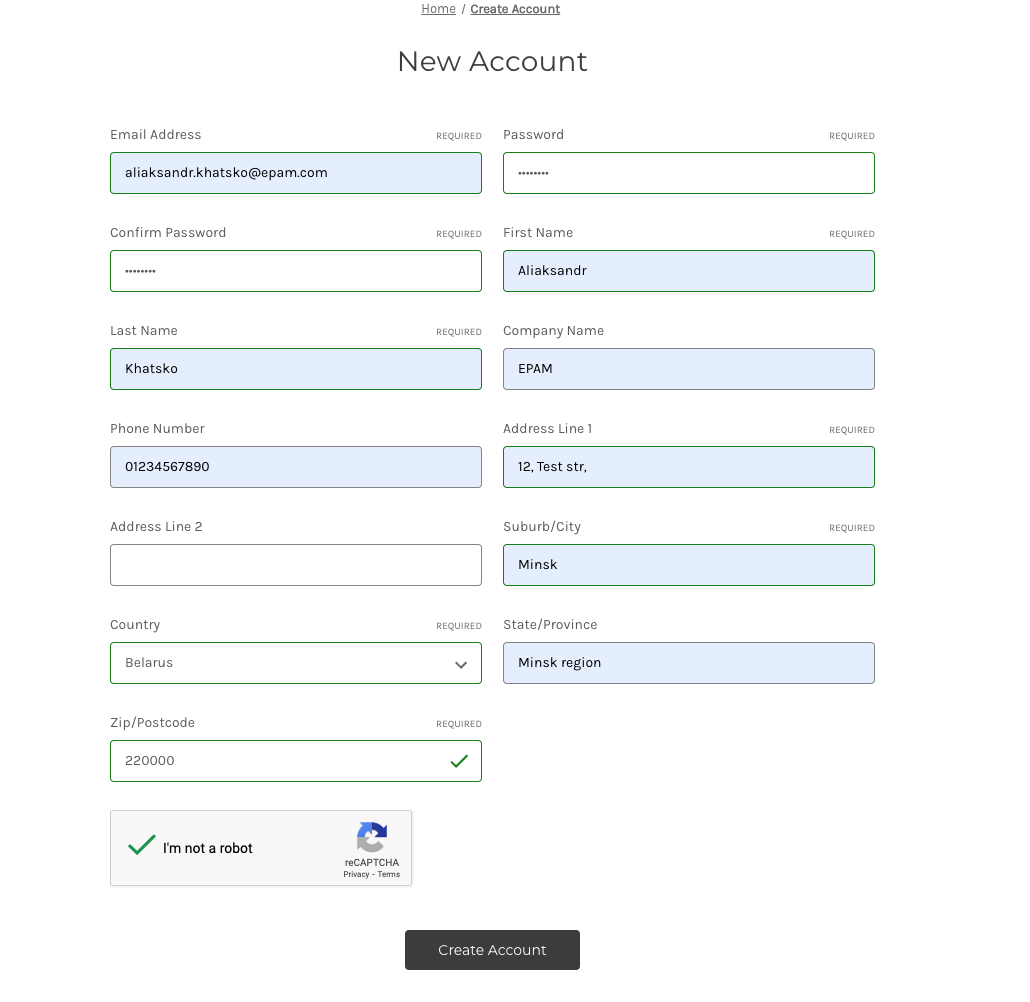 Home / Create Account
New Account
Email Address REQUIRED
aliaksandr.khatsko@epam.com
Password REQUIRED
••••••••
Confirm Password REQUIRED
••••••••
First Name REQUIRED
Aliaksandr
Last Name REQUIRED
Khatsko
Company Name
EPAM
Phone Number
01234567890
Address Line 1 REQUIRED
12, Test str,
Address Line 2
Suburb/City REQUIRED
Minsk
Country REQUIRED
Belarus
State/Province
Minsk region
Zip/Postcode REQUIRED
220000
I'm not a robot
reCAPTCHA
Privacy - Terms
Create Account